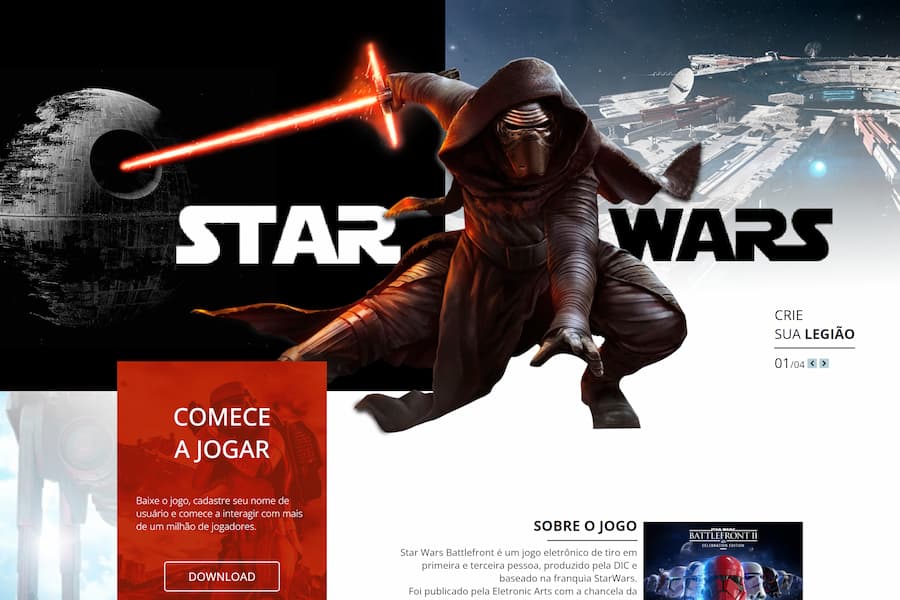 STAR WARS
CRIE
SUA LEGIÃO
01/04
COMECE
A JOGAR
Baixe o jogo, cadastre seu nome de
usuário e comece a interagir com mais
de um milhão de jogadores.
DOWNLOAD
SOBRE O JOGO
Star Wars Battlefront é um jogo eletrônico de tiro em
primeira e terceira pessoa, produzido pela DIC e
baseado na franquia StarWars.
Foi publicado pela Eletronic Arts com a chancela da
STAR WARS
BATTLEFRONT II
CELEBRATION EDITION